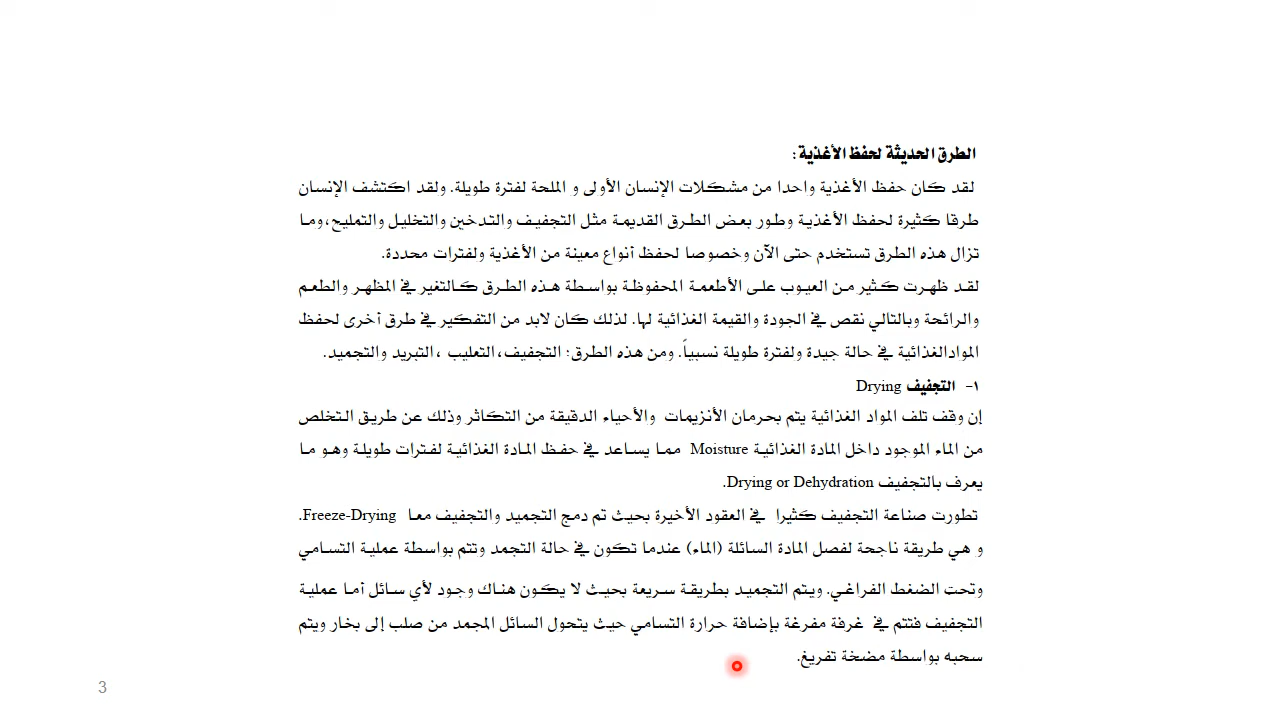 الطرق الحديثة لحفظ الأغذية :
لقد كان حفظ الأغذية واحدا من مشكلات الإنسان الأولى و الملحة لفترة طويلة. ولقد اكتشف الإنسان
طرقا كثيرة لحفظ الأغذية وطور بعض الطرق القديمة مثل التجفيف والتدخين والتخليل والتمليح، وما
تزال هذه الطرق تستخدم حتى الآن وخصوصا لحفظ أنواع معينة من الأغذية ولفترات محددة.
لقد ظهرت كثير من العيوب على الأطعمة المحفوظة بواسطة هذه الطرق كالتغير في المظهر والطعم
والرائحة وبالتالي نقص في الجودة والقيمة الغذائية لها. لذلك كان لابد من التفكير في طرق أخرى لحفظ
الموادالغذائية في حالة جيدة ولفترة طويلة نسبياً. ومن هذه الطرق؛ التجفيف، التعليب ، التبريد والتجميد.
١- التجفيف Drying
إن وقف تلف المواد الغذائية يتم بحرمان الأنزيمات والأحياء الدقيقة من التكاثر وذلك عن طريق التخلص
من الماء الموجود داخل المادة الغذائية Moisture مما يساعد في حفظ المادة الغذائية لفترات طويلة وهو ما
يعرف بالتجفيف Drying or Dehydration.
تطورت صناعة التجفيف كثيرا في العقود الأخيرة بحيث تم دمج التجميد والتجفيف معا Freeze-Drying.
و هي طريقة ناجحة لفصل المادة السائلة (الماء) عندما تكون في حالة التجمد وتتم بواسطة عملية التسامي
وتحت الضغط الفراغي. ويتم التجميد بطريقة سريعة بحيث لا يكون هناك وجود لأي سائل أما عملية
التجفيف فتتم في غرفة مفرغة بإضافة حرارة التسامي حيث يتحول السائل المجمد من صلب إلى بخار ويتم
سحبه بواسطة مضخة تفريغ.
3